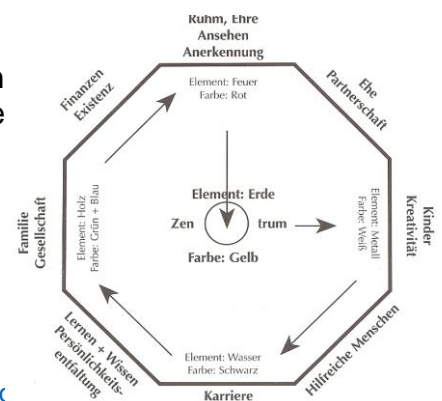 Ruhm, Ehre
Ansehen
Anerkennung
Finanzen
Existenz
Element: Feuer
Farbe: Rot
Ehe
Partnerschaft
Familie
Gesellschaft
Element: Holz
Farbe: Grün + Blau
Element: Erde
Zen trum
Farbe: Gelb
Element: Metall
Farbe: Weiß
Kinder
Kreativität
Lernen + Wissen
Persönlichkeits-
entfaltung
Element: Wasser
Farbe: Schwarz
Hilfreiche Menschen
Karriere